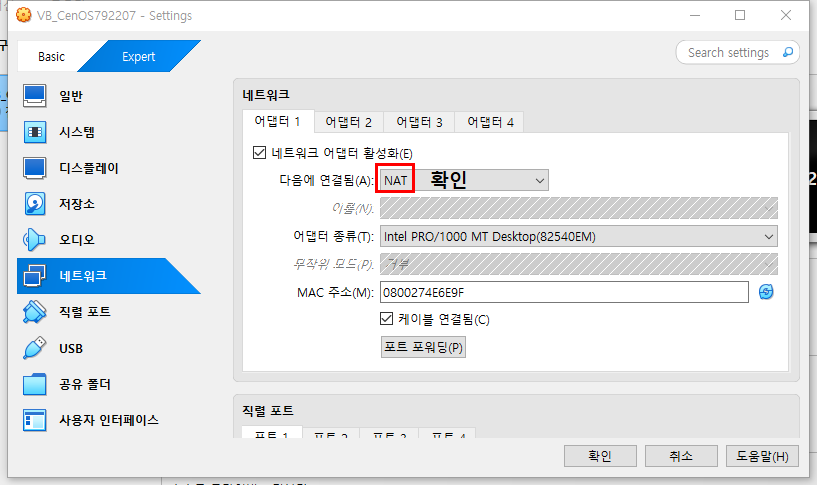 VB_CenOS792207 - Settings
Basic
Expert
Search settings
일반
시스템
디스플레이
저장소
오디오
네트워크
직렬 포트
USB
공유 폴더
사용자 인터페이스
네트워크
어댑터 1 어댑터 2 어댑터 3 어댑터 4
네트워크 어댑터 활성화(E)
다음에 연결됨(A): NAT 확인
이름(N):
어댑터 종류(T): Intel PRO/1000 MT Desktop(82540EM)
무작위 모드(P): 거부
MAC 주소(M): 0800274E6E9F
케이블 연결됨(C)
포트 포워딩(P)
직렬 포트
포트 1 포트 2 포트 3 포트 4
확인 취소 도움말(H)